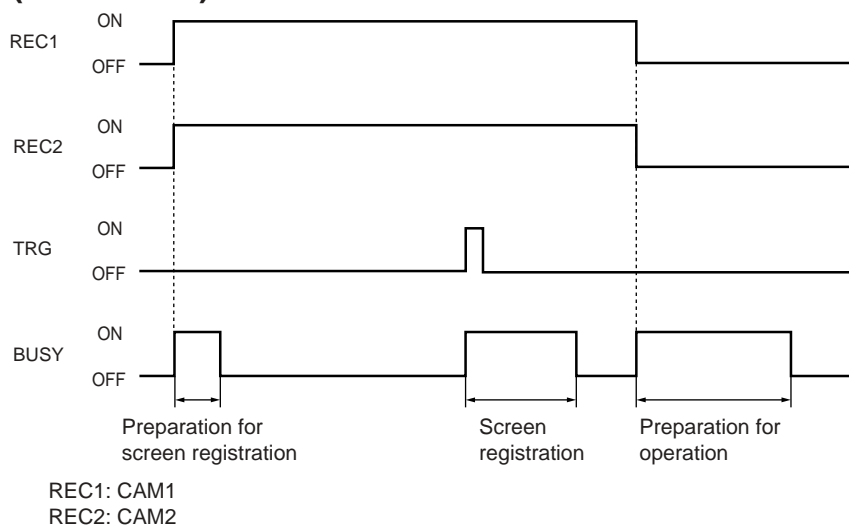 ON
REC1
OFF
ON
REC2
OFF
ON
TRG
OFF
ON
BUSY
OFF
Preparation for
screen registration
Screen
registration
Preparation for
operation
REC1: CAM1
REC2: CAM2